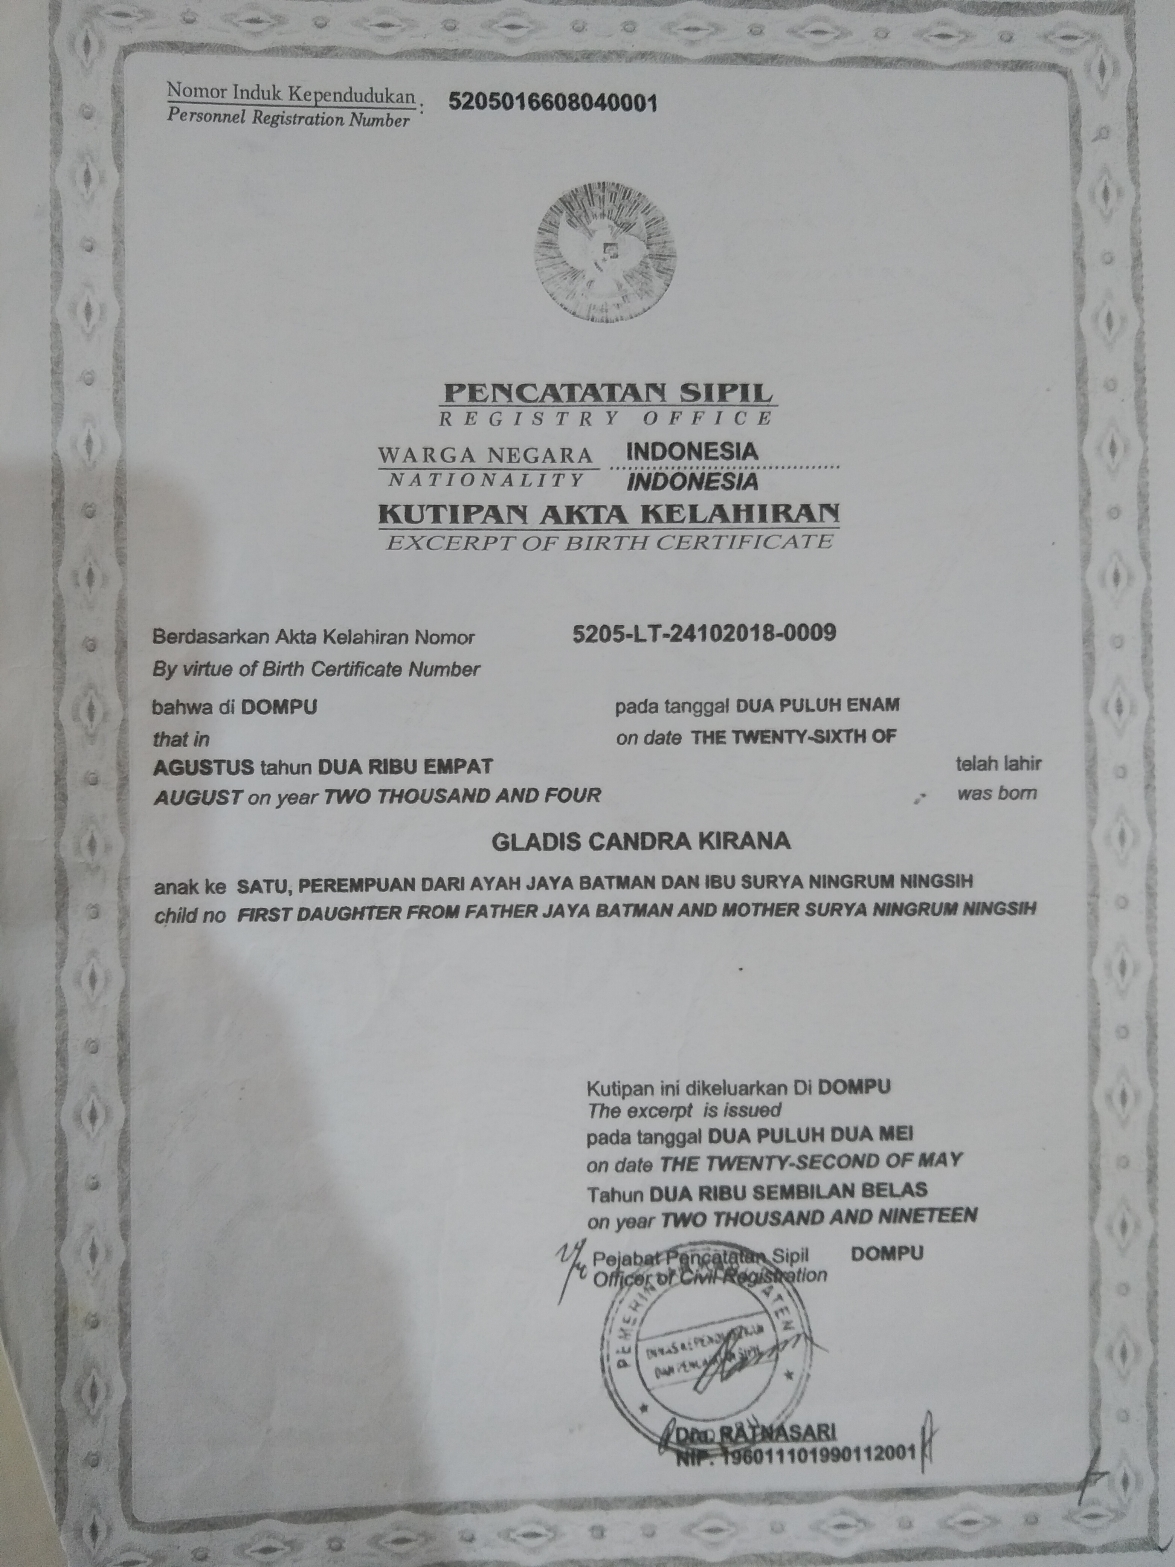 Nomor Induk Kependudukan : 5205016608040001
Personnel Registration Number
PENCATATAN SIPIL
REGISTRY OFFICE
WARGA NEGARA INDONESIA
NATIONALITY INDONESIA
KUTIPAN AKTA KELAHIRAN
EXCERPT OF BIRTH CERTIFICATE
Berdasarkan Akta Kelahiran Nomor 5205-LT-24102018-0009
By virtue of Birth Certificate Number
bahwa di DOMPU pada tanggal DUA PULUH ENAM
that in on date THE TWENTY-SIXTH OF
AGUSTUS tahun DUA RIBU EMPAT telah lahir
AUGUST on year TWO THOUSAND AND FOUR was born
GLADIS CANDRA KIRANA
anak ke SATU, PEREMPUAN DARI AYAH JAYA BATMAN DAN IBU SURYA NINGRUM NINGSIH
child no FIRST DAUGHTER FROM FATHER JAYA BATMAN AND MOTHER SURYA NINGRUM NINGSIH
Kutipan ini dikeluarkan Di DOMPU
The excerpt is issued
pada tanggal DUA PULUH DUA MEI
on date THE TWENTY-SECOND OF MAY
Tahun DUA RIBU SEMBILAN BELAS
on year TWO THOUSAND AND NINETEEN
Pejabat Pencatatan Sipil DOMPU
Officer of Civil Registration
DAN PENCATATAN SIPIL
RATNASARI
NIP. 196011101990112001